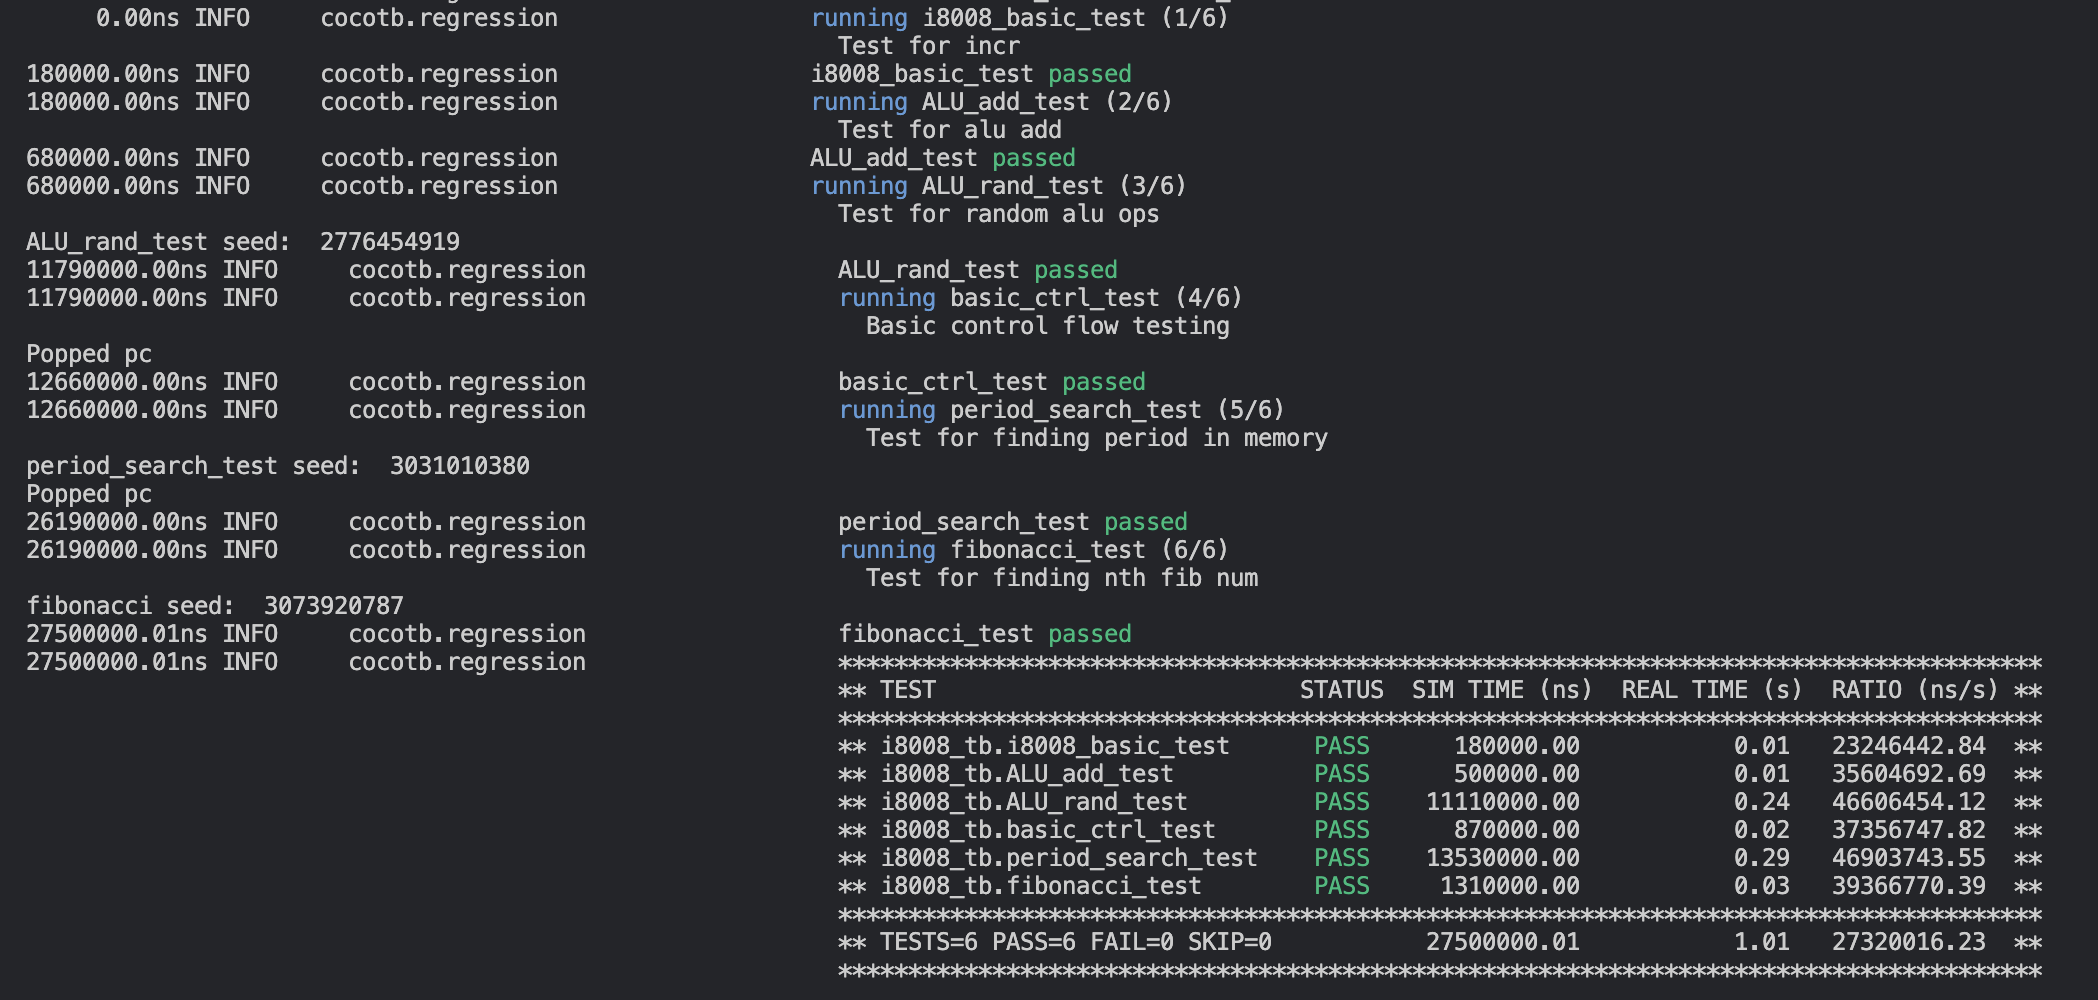 0.00ns INFO     cocotb.regression                  running i8008_basic_test (1/6)
Test for incr
180000.00ns INFO     cocotb.regression                  i8008_basic_test passed
180000.00ns INFO     cocotb.regression                  running ALU_add_test (2/6)
Test for alu add
680000.00ns INFO     cocotb.regression                  ALU_add_test passed
680000.00ns INFO     cocotb.regression                  running ALU_rand_test (3/6)
Test for random alu ops
ALU_rand_test seed:  2776454919
11790000.00ns INFO     cocotb.regression                  ALU_rand_test passed
11790000.00ns INFO     cocotb.regression                  running basic_ctrl_test (4/6)
Basic control flow testing
Popped pc
12660000.00ns INFO     cocotb.regression                  basic_ctrl_test passed
12660000.00ns INFO     cocotb.regression                  running period_search_test (5/6)
Test for finding period in memory
period_search_test seed:  3031010380
Popped pc
26190000.00ns INFO     cocotb.regression                  period_search_test passed
26190000.00ns INFO     cocotb.regression                  running fibonacci_test (6/6)
Test for finding nth fib num
fibonacci seed:  3073920787
27500000.01ns INFO     cocotb.regression                  fibonacci_test passed
27500000.01ns INFO     cocotb.regression                  **************************************************************************************
** TEST                          STATUS  SIM TIME (ns)  REAL TIME (s)  RATIO (ns/s) **
**************************************************************************************
** i8008_tb.i8008_basic_test      PASS      180000.00           0.01   23246442.84  **
** i8008_tb.ALU_add_test          PASS      500000.00           0.01   35604692.69  **
** i8008_tb.ALU_rand_test         PASS    11110000.00           0.24   46606454.12  **
** i8008_tb.basic_ctrl_test       PASS      870000.00           0.02   37356747.82  **
** i8008_tb.period_search_test    PASS    13530000.00           0.29   46903743.55  **
** i8008_tb.fibonacci_test        PASS     1310000.00           0.03   39366770.39  **
**************************************************************************************
** TESTS=6 PASS=6 FAIL=0 SKIP=0           27500000.01           1.01   27320016.23  **
**************************************************************************************